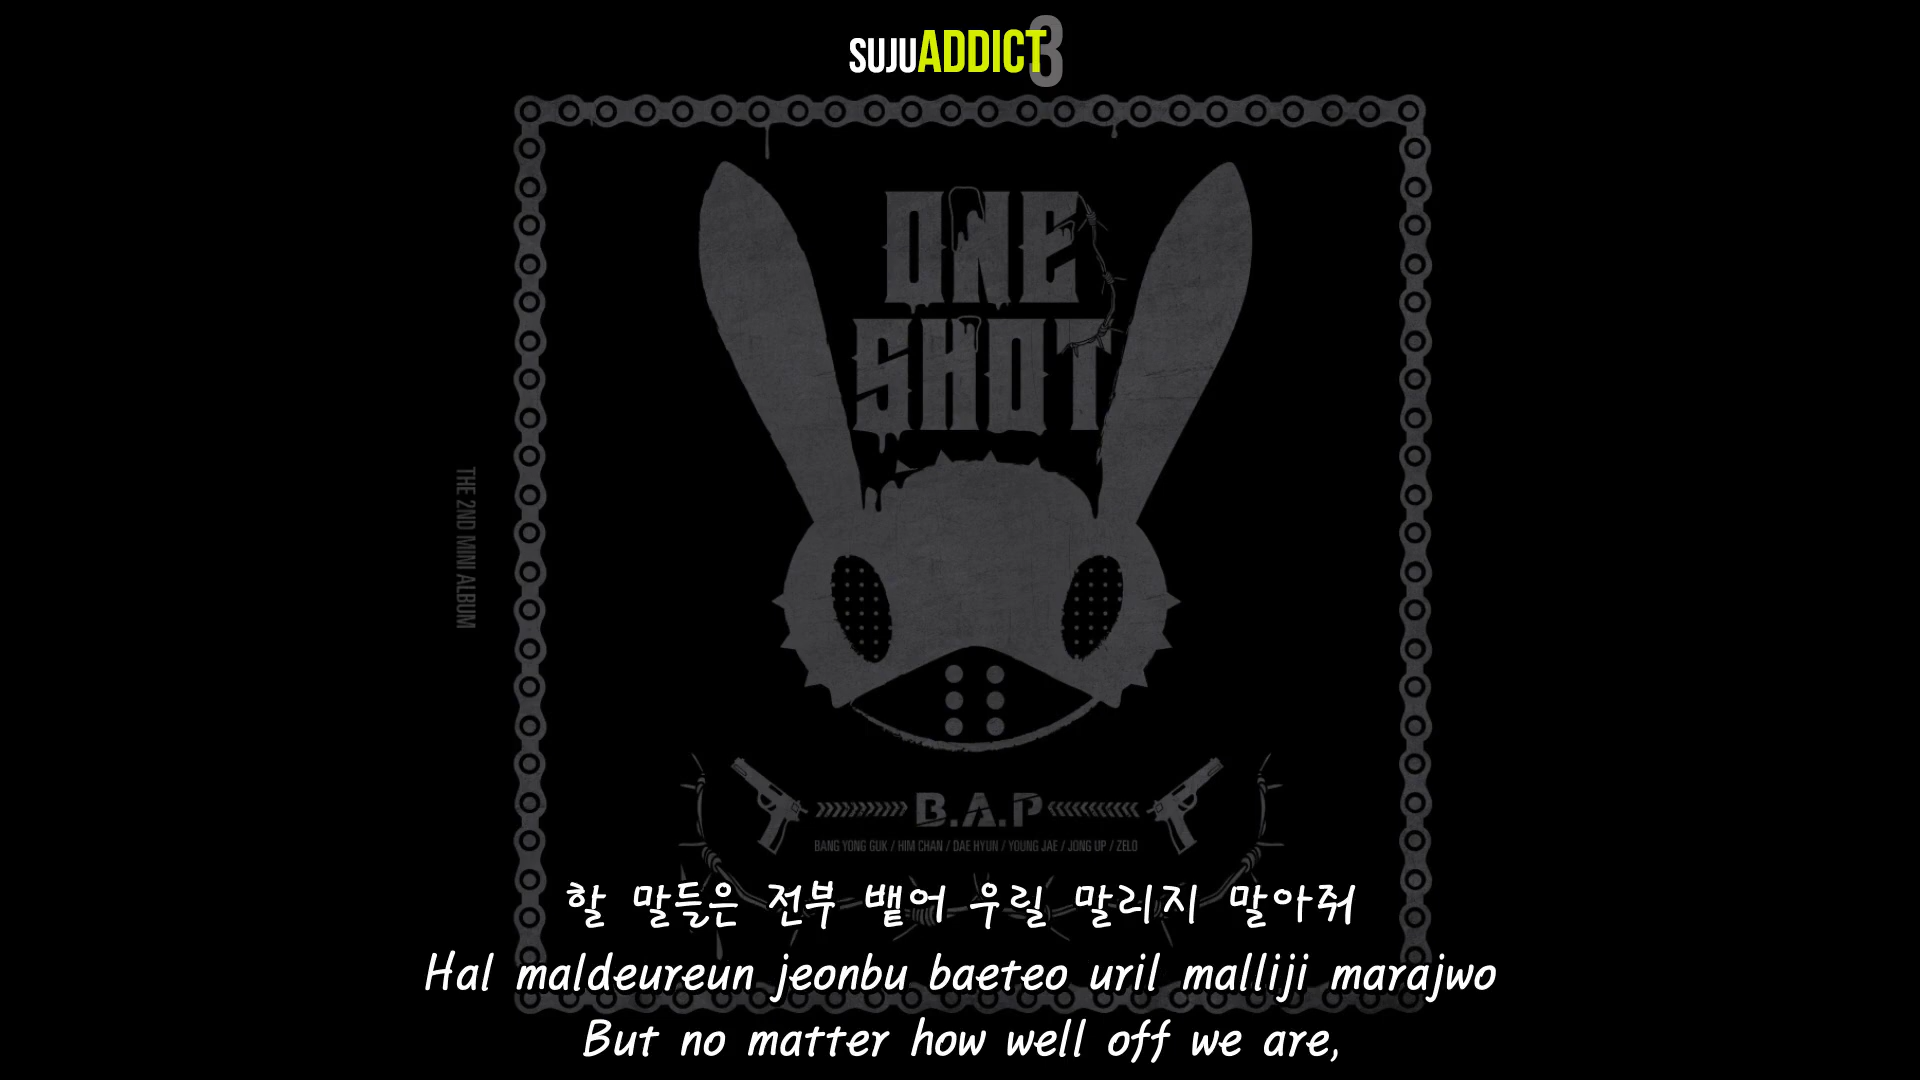 SUJUADDICT3
ONE
SHOT
THE 2ND MINI ALBUM
B.A.P
BANG YONG GUK / HIM CHAN / DAE HYUN / YOUNG JAE / JONG UP / ZELO
할 말들은 전부 뱉어 우릴 말리지 말아줘
Hal maldeureun jeonbu baeteo uril malliji marajwo
But no matter how well off we are,